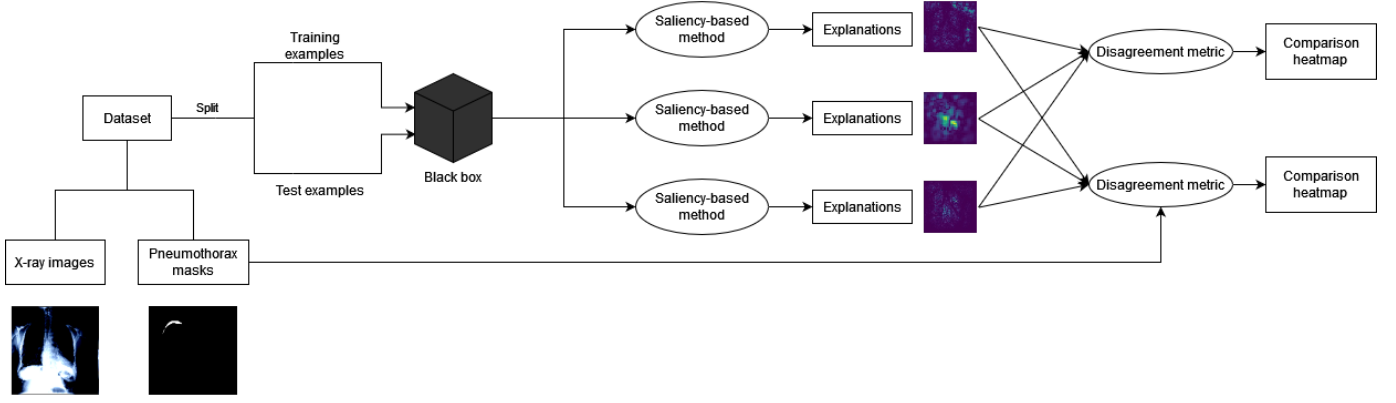 Training
examples
Dataset
Split
Test examples
Black box
Saliency-based
method
Explanations
Saliency-based
method
Explanations
Saliency-based
method
Explanations
Disagreement metric
Comparison
heatmap
Disagreement metric
Comparison
heatmap
X-ray images
Pneumothorax
masks